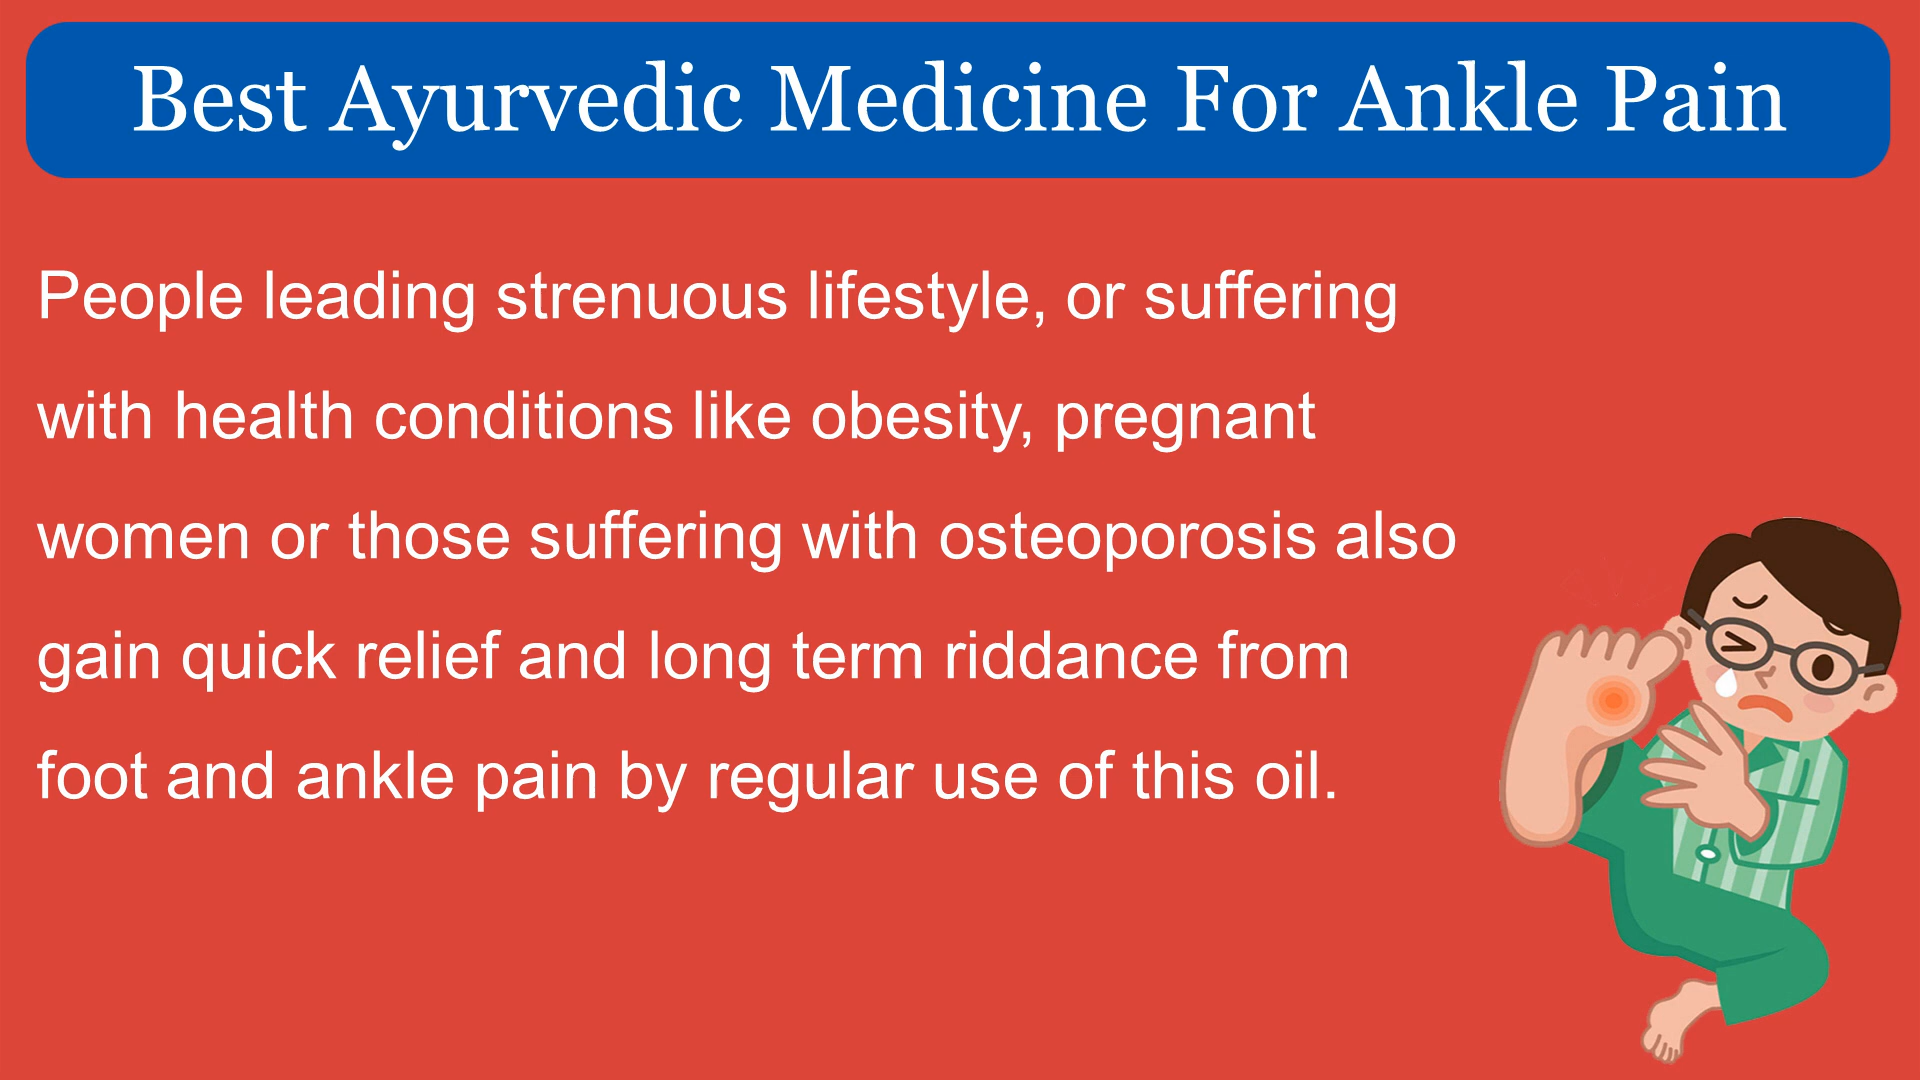 Best Ayurvedic Medicine For Ankle Pain
People leading strenuous lifestyle, or suffering
with health conditions like obesity, pregnant
women or those suffering with osteoporosis also
gain quick relief and long term riddance from
foot and ankle pain by regular use of this oil.